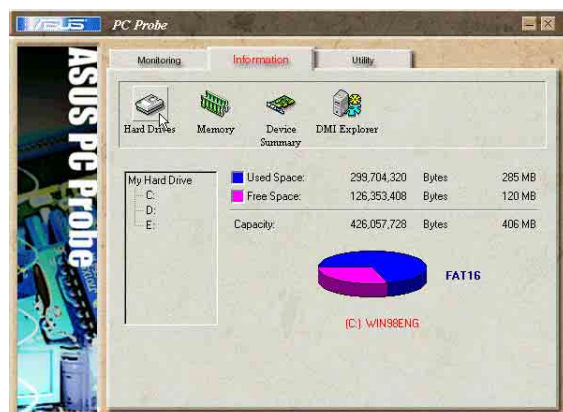 ASUS PC Probe
ASUS PC Probe
Monitoring Information Utility
Hard Drives Memory Device Summary DMI Explorer
My Hard Drive
C:
D:
E:
Used Space: 299,704,320 Bytes 285 MB
Free Space: 126,353,408 Bytes 120 MB
Capacity: 426,057,728 Bytes 406 MB
FAT16
(C:) WIN98ENG